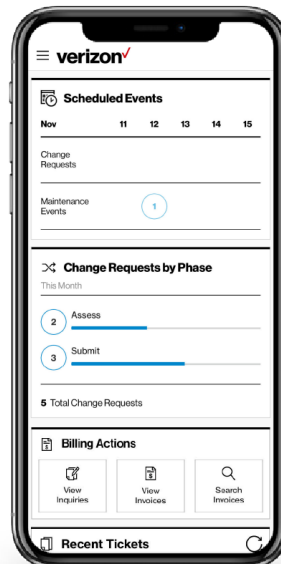 verizon
Scheduled Events
Nov 11 12 13 14 15
Change
Requests
Maintenance
Events
1
Change Requests by Phase
This Month
2 Assess
3 Submit
5 Total Change Requests
Billing Actions
View
Inquiries
View
Invoices
Search
Invoices
Recent Tickets